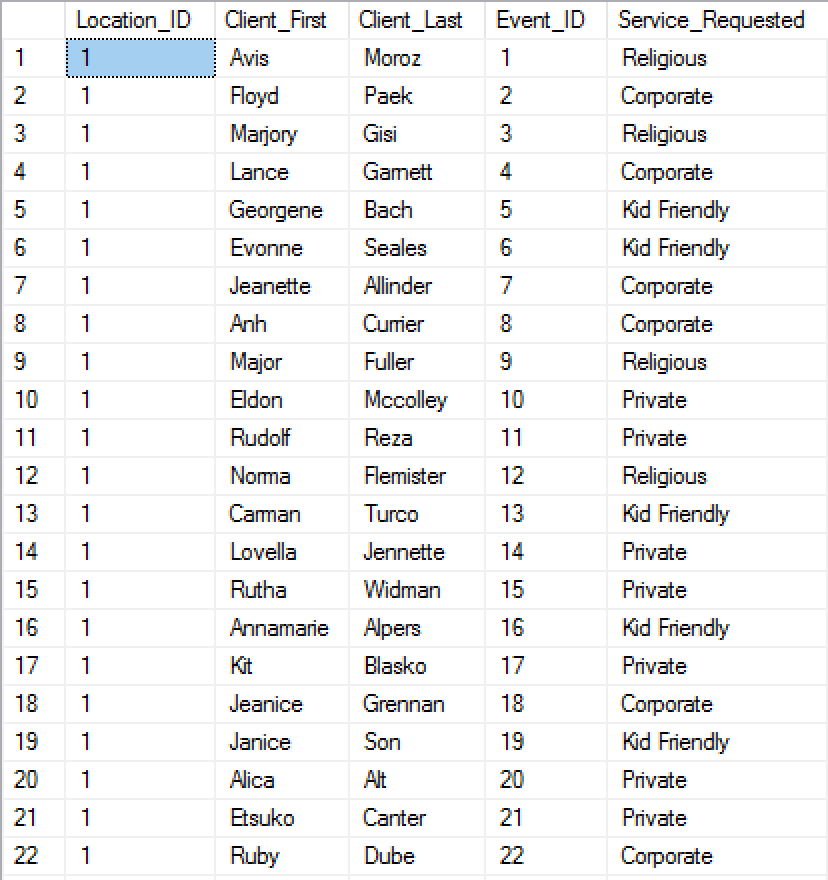 Location_ID Client_First Client_Last Event_ID Service_Requested
1 1 Avis Moroz 1 Religious
2 1 Floyd Paek 2 Corporate
3 1 Marjory Gisi 3 Religious
4 1 Lance Garnett 4 Corporate
5 1 Georgene Bach 5 Kid Friendly
6 1 Evonne Seales 6 Kid Friendly
7 1 Jeanette Allinder 7 Corporate
8 1 Anh Currier 8 Corporate
9 1 Major Fuller 9 Religious
10 1 Eldon Mccolley 10 Private
11 1 Rudolf Reza 11 Private
12 1 Norma Flemister 12 Religious
13 1 Carman Turco 13 Kid Friendly
14 1 Lovella Jennette 14 Private
15 1 Rutha Widman 15 Private
16 1 Annamarie Alpers 16 Kid Friendly
17 1 Kit Blasko 17 Private
18 1 Jeanice Grennan 18 Corporate
19 1 Janice Son 19 Kid Friendly
20 1 Alica Alt 20 Private
21 1 Etsuko Canter 21 Private
22 1 Ruby Dube 22 Corporate